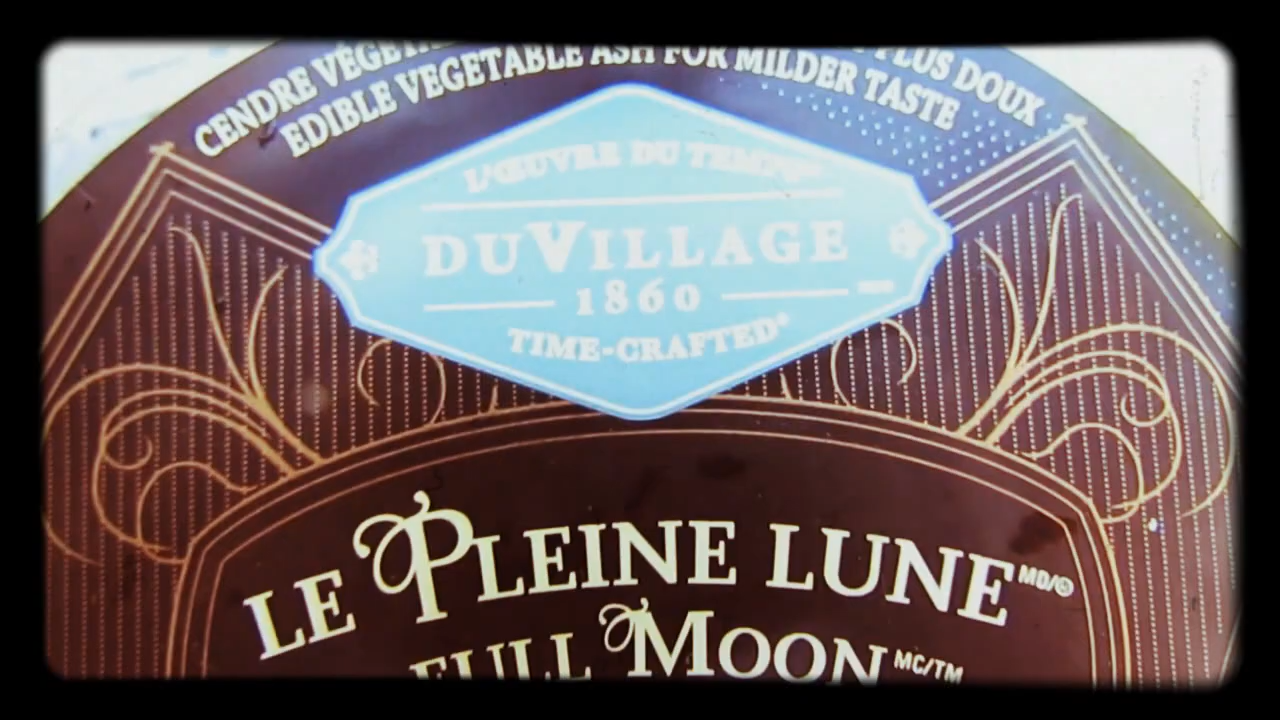 CENDRE VÉGÉTA PLUS DOUX
EDIBLE VEGETABLE ASH FOR MILDER TASTE
L'ŒUVRE DU TEMPS
DUVILLAGE
1860
TIME-CRAFTED
LE PLEINE LUNE MD/®
FULL MOON MC/TM